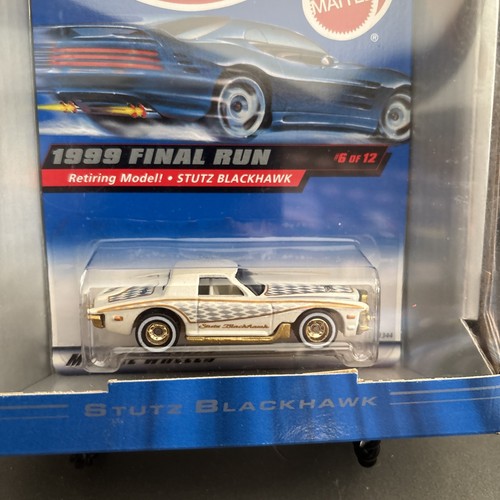 MATTEL
®
1999 FINAL RUN
#6 OF 12
Retiring Model! • STUTZ BLACKHAWK
Stutz Blackhawk
STUTZ BLACKHAWK